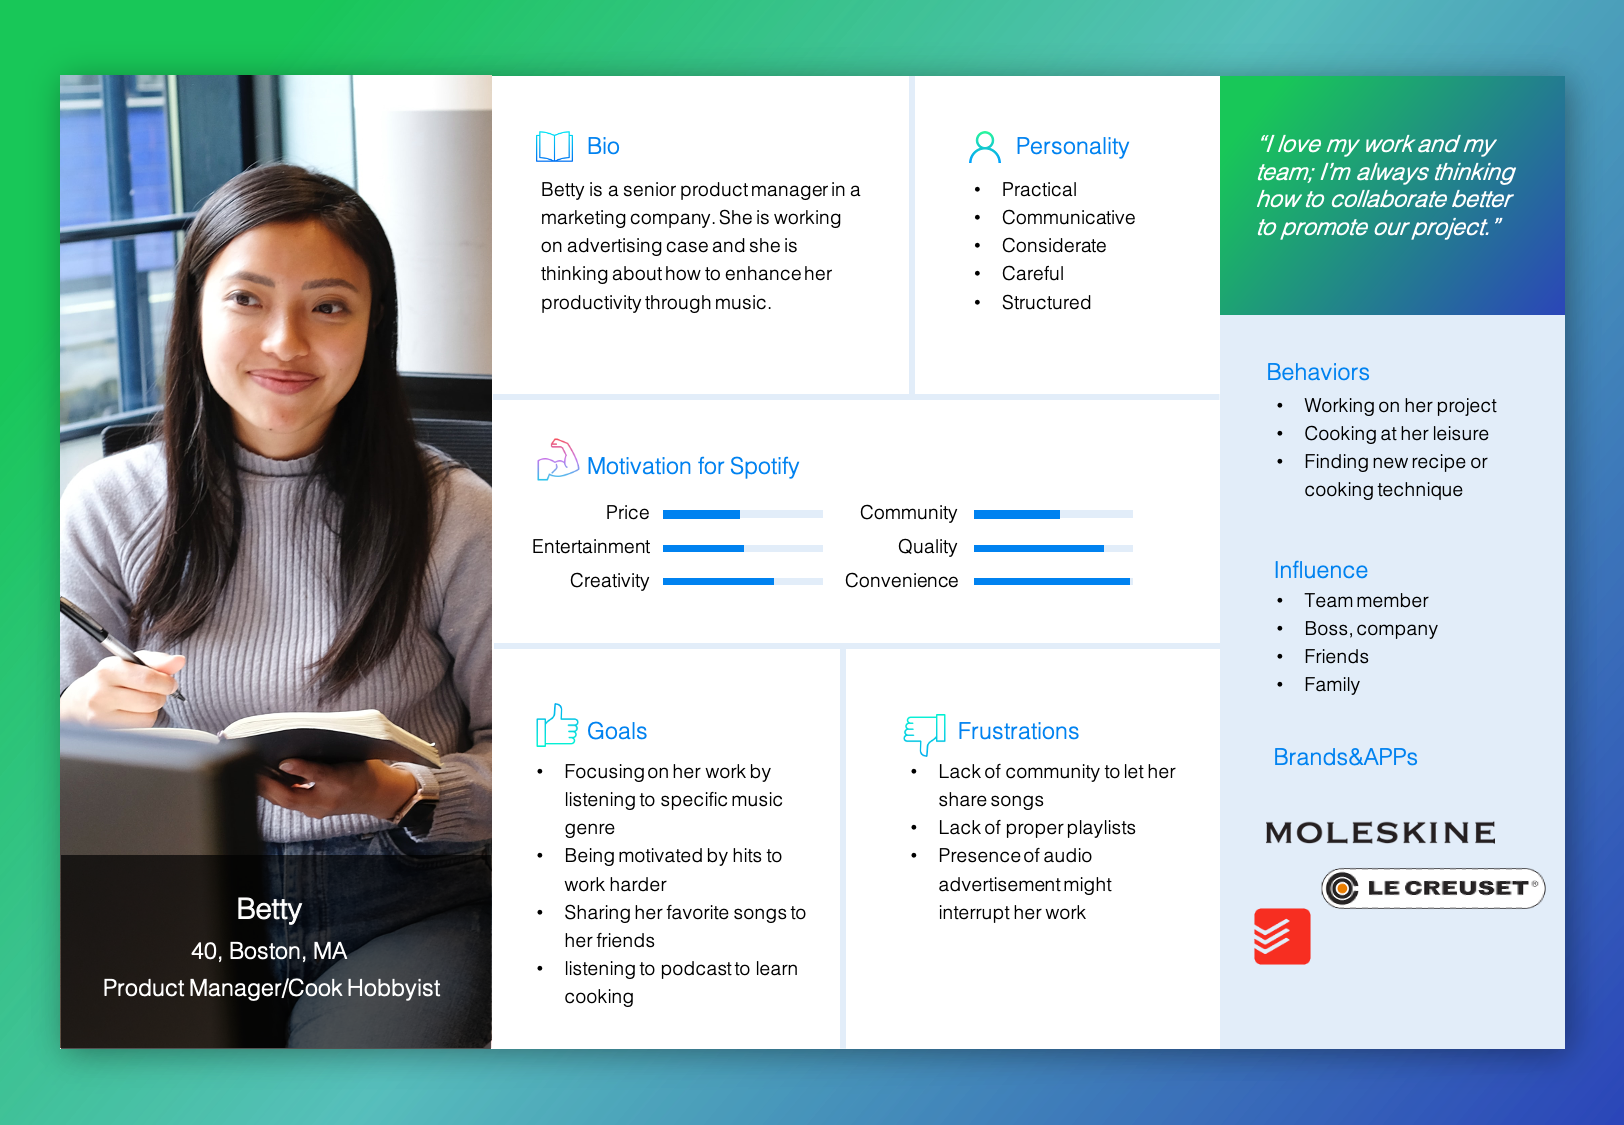 Betty
40, Boston, MA
Product Manager/Cook Hobbyist
Bio
Betty is a senior product manager in a
marketing company. She is working
on advertising case and she is
thinking about how to enhance her
productivity through music.
Personality
• Practical
• Communicative
• Considerate
• Careful
• Structured
Motivation for Spotify
Price
Entertainment
Creativity
Community
Quality
Convenience
Goals
• Focusing on her work by
listening to specific music
genre
• Being motivated by hits to
work harder
• Sharing her favorite songs to
her friends
• listening to podcast to learn
cooking
Frustrations
• Lack of community to let her
share songs
• Lack of proper playlists
• Presence of audio
advertisement might
interrupt her work
“I love my work and my
team; I’m always thinking
how to collaborate better
to promote our project.”
Behaviors
• Working on her project
• Cooking at her leisure
• Finding new recipe or
cooking technique
Influence
• Team member
• Boss, company
• Friends
• Family
Brands&APPs
MOLESKINE
LE CREUSET®